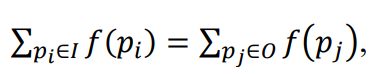 ∑_{pᵢ∈I} f(pᵢ) = ∑_{pⱼ∈O} f(pⱼ),